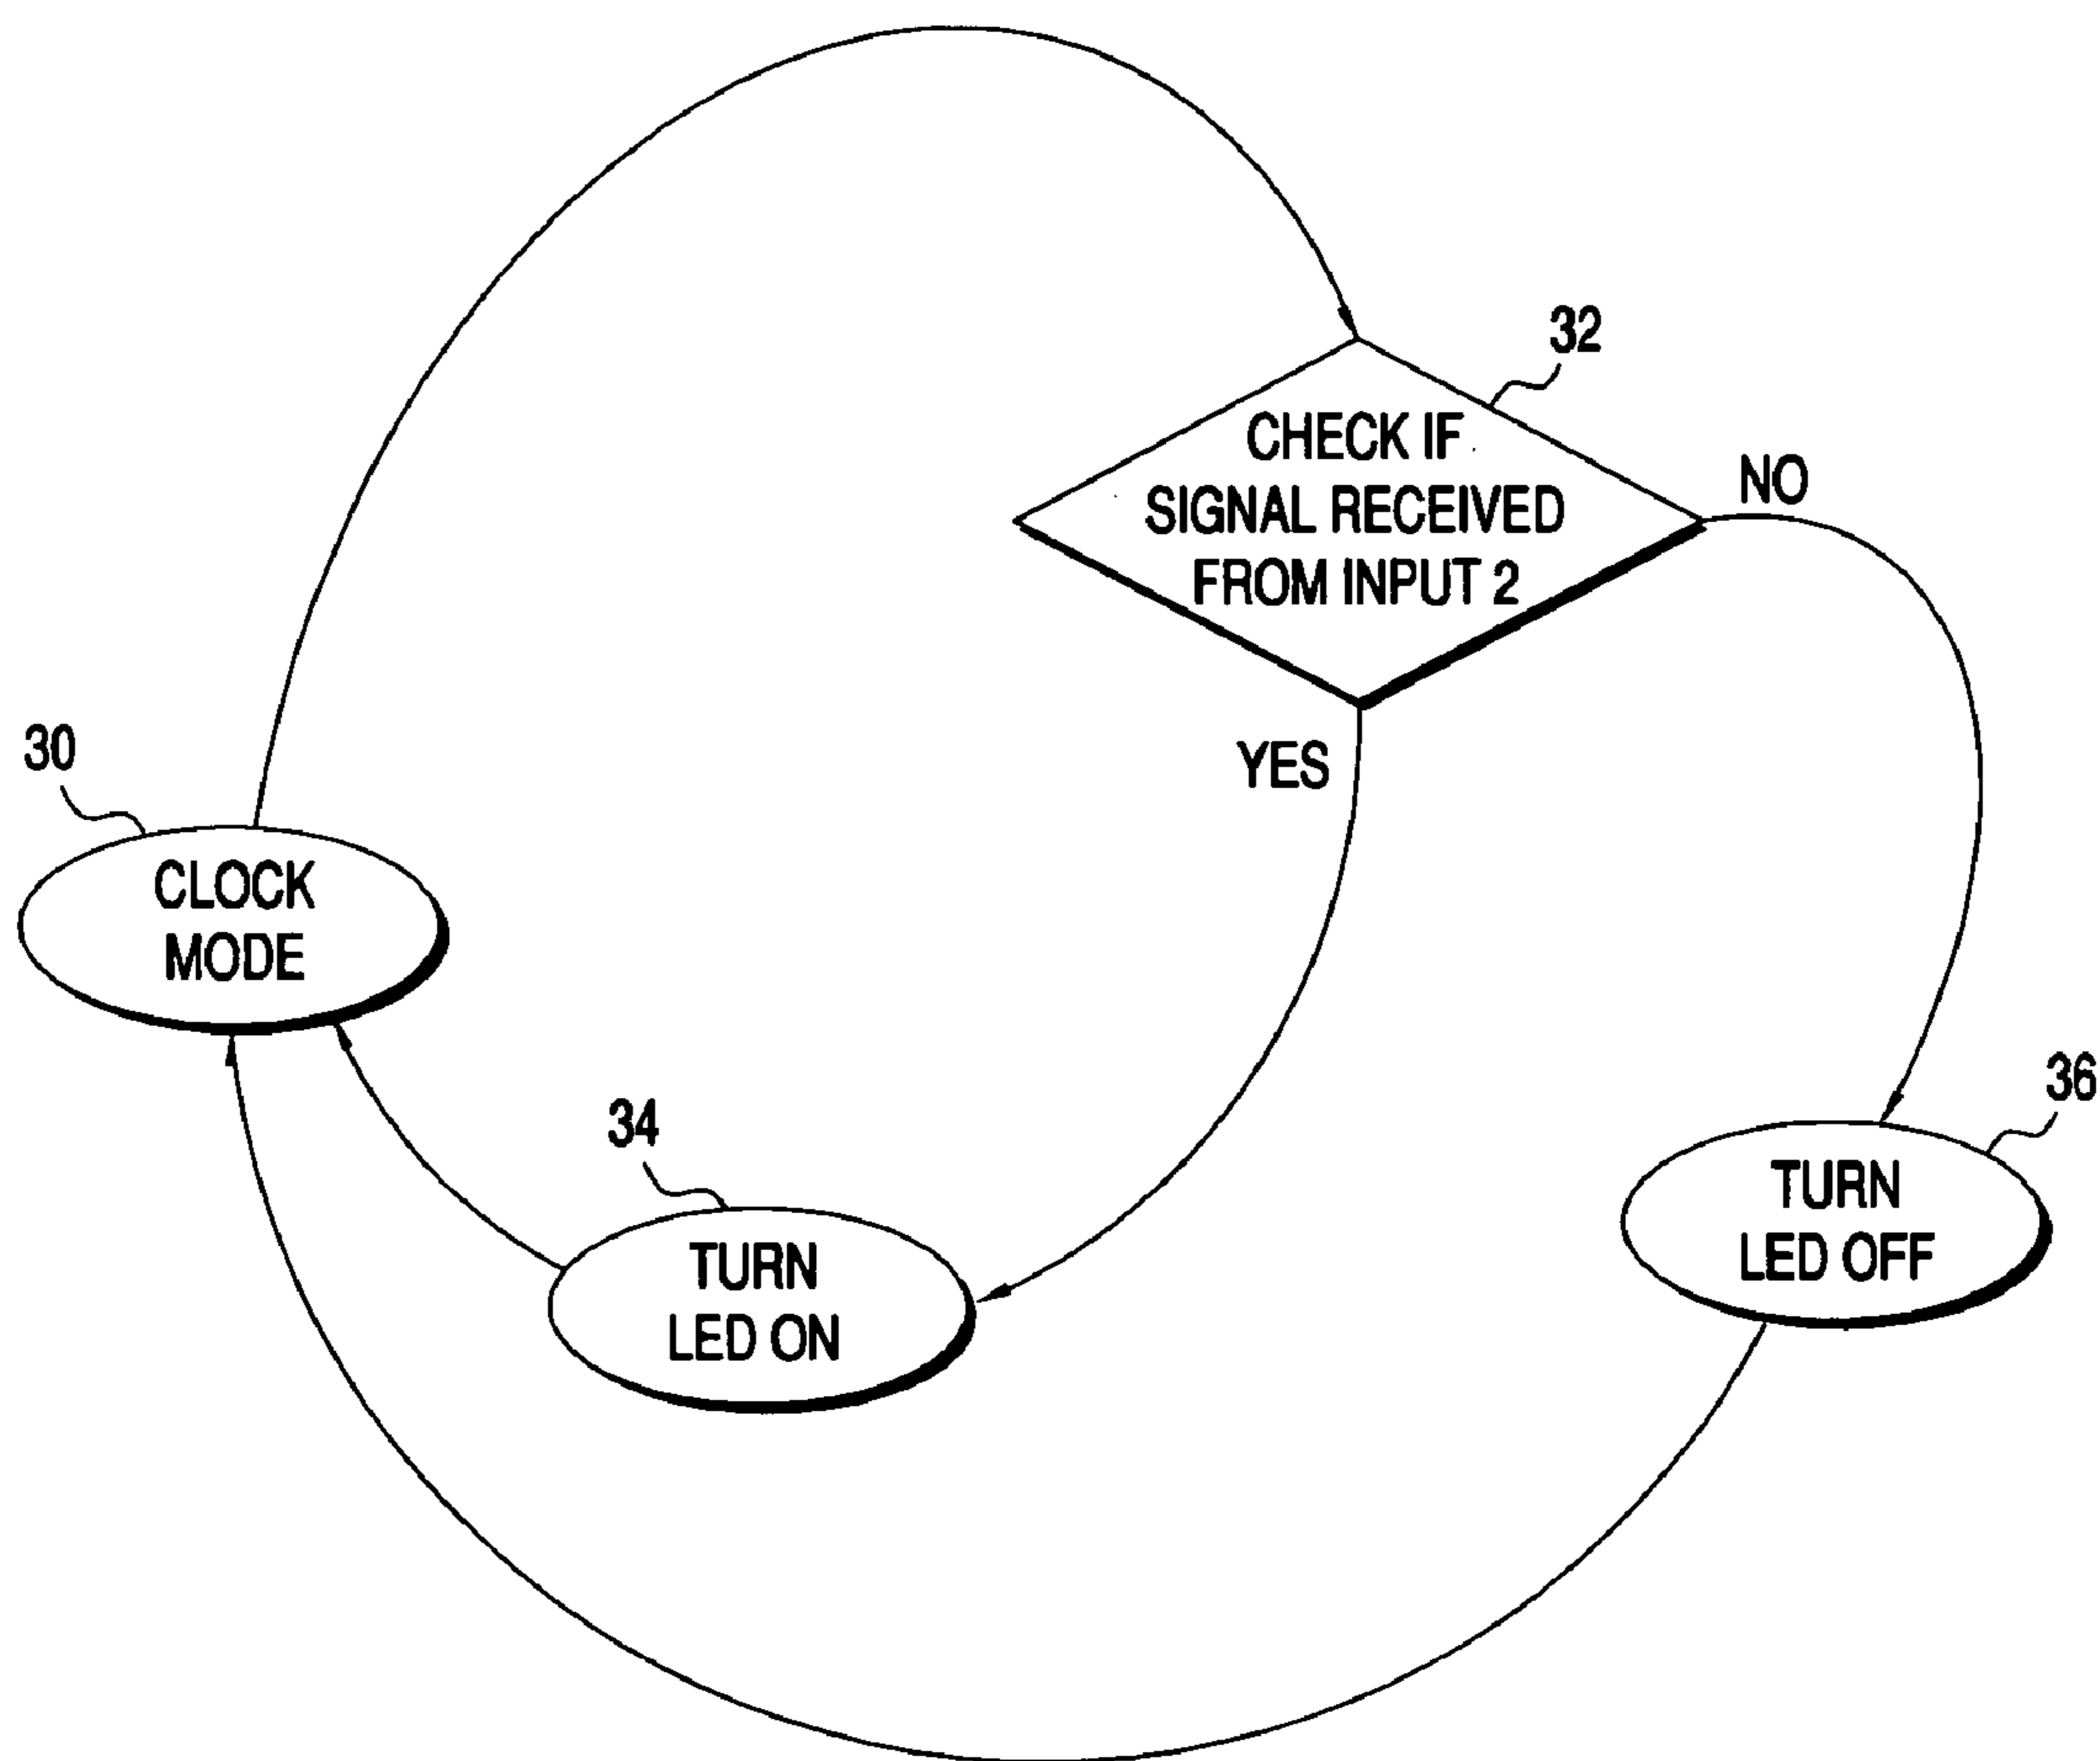 32
CHECK IF
SIGNAL RECEIVED
FROM INPUT 2
NO
YES
30
CLOCK
MODE
34
TURN
LED ON
36
TURN
LED OFF